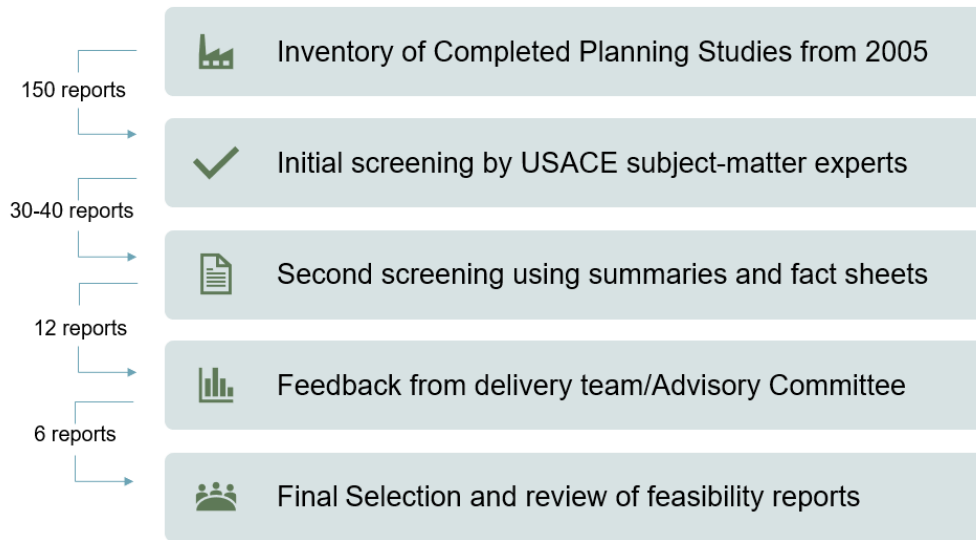 Inventory of Completed Planning Studies from 2005
150 reports
Initial screening by USACE subject-matter experts
30-40 reports
Second screening using summaries and fact sheets
12 reports
Feedback from delivery team/Advisory Committee
6 reports
Final Selection and review of feasibility reports